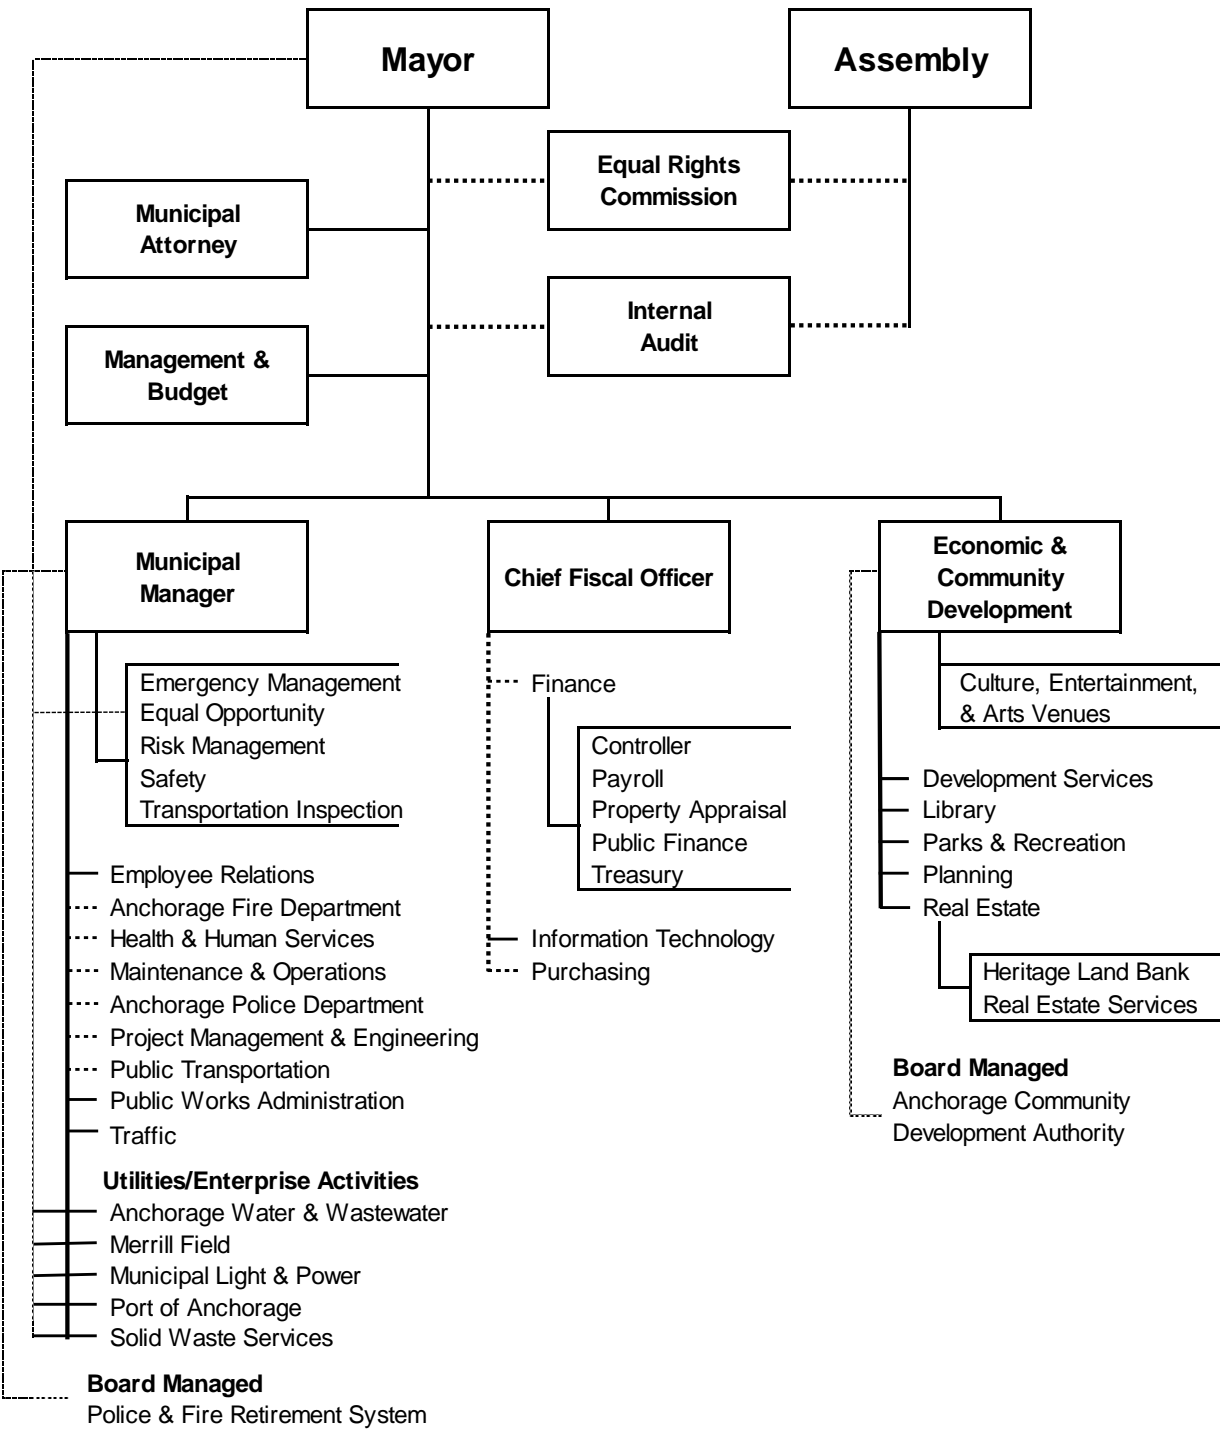 Mayor
Assembly
Equal Rights
Commission
Municipal
Attorney
Internal
Audit
Management &
Budget
Municipal
Manager
Chief Fiscal Officer
Economic &
Community
Development
Emergency Management
Equal Opportunity
Risk Management
Safety
Transportation Inspection
Employee Relations
Anchorage Fire Department
Health & Human Services
Maintenance & Operations
Anchorage Police Department
Project Management & Engineering
Public Transportation
Public Works Administration
Traffic
Utilities/Enterprise Activities
Anchorage Water & Wastewater
Merrill Field
Municipal Light & Power
Port of Anchorage
Solid Waste Services
Board Managed
Police & Fire Retirement System
Finance
Controller
Payroll
Property Appraisal
Public Finance
Treasury
Information Technology
Purchasing
Culture, Entertainment,
& Arts Venues
Development Services
Library
Parks & Recreation
Planning
Real Estate
Heritage Land Bank
Real Estate Services
Board Managed
Anchorage Community
Development Authority